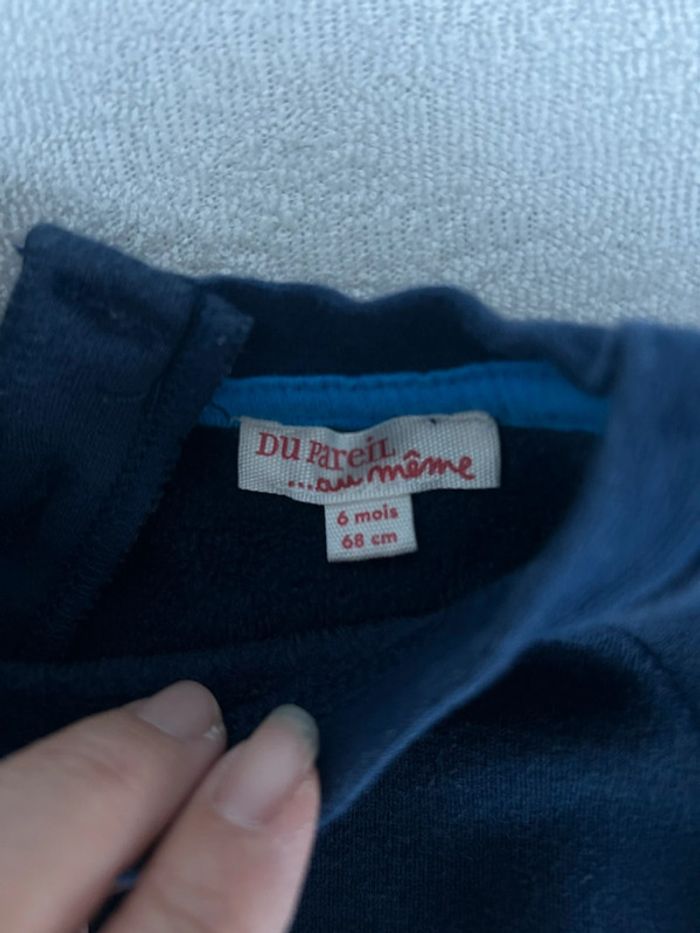 DU PaReiL
...au même
6 mois
68 cm